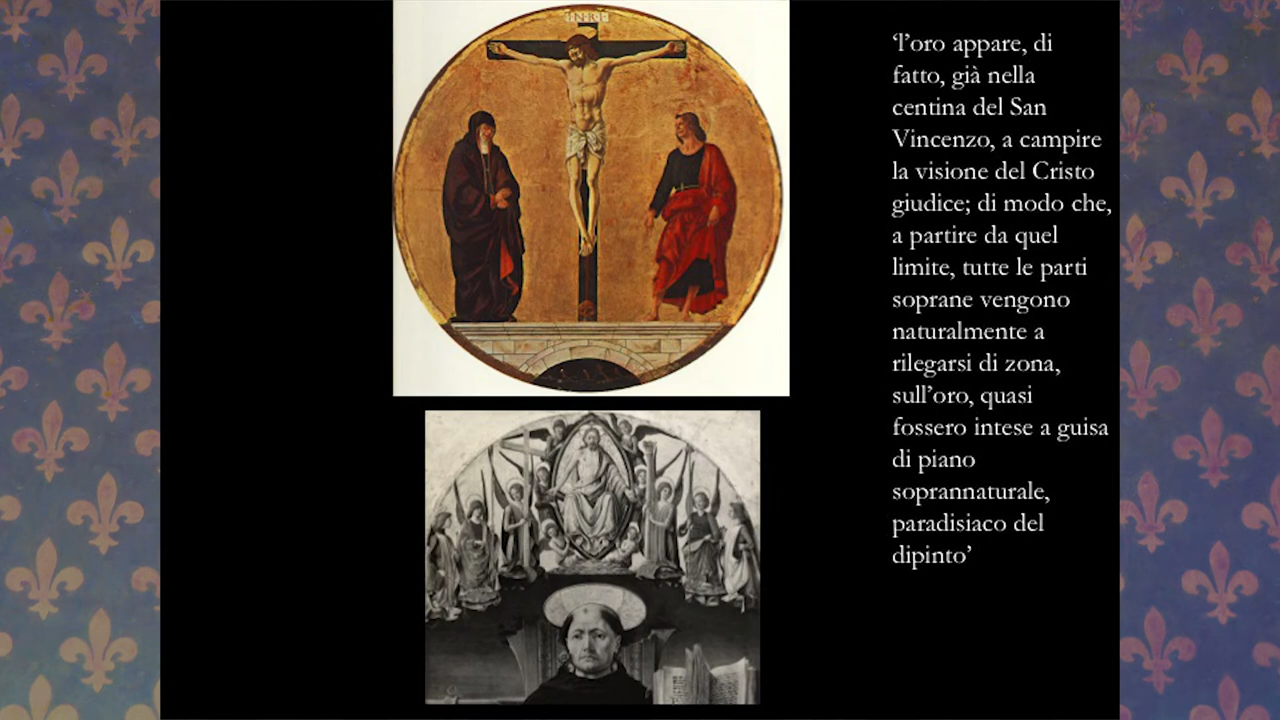 I·N·R·I
‘l’oro appare, di
fatto, già nella
centina del San
Vincenzo, a campire
la visione del Cristo
giudice; di modo che,
a partire da quel
limite, tutte le parti
soprane vengono
naturalmente a
rilegarsi di zona,
sull’oro, quasi
fossero intese a guisa
di piano
soprannaturale,
paradisiaco del
dipinto’